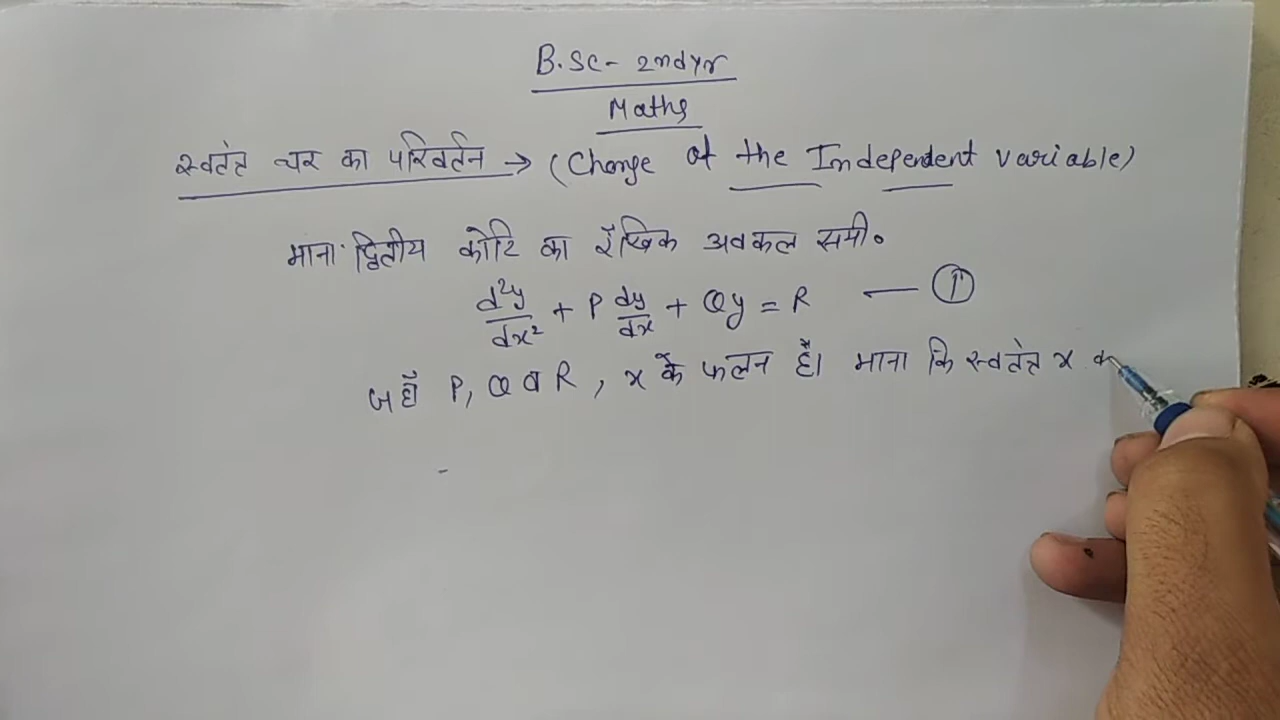 B.Sc- 2nd yr
Maths
स्वतंत्र चर का परिवर्तन → (Change of the Independent variable)
माना द्वितीय कोटि का रैखिक अवकल समी०
d²y/dx² + P dy/dx + Qy = R — ①
जहाँ P, Q व R , x के फलन है। माना कि स्वतंत्र x